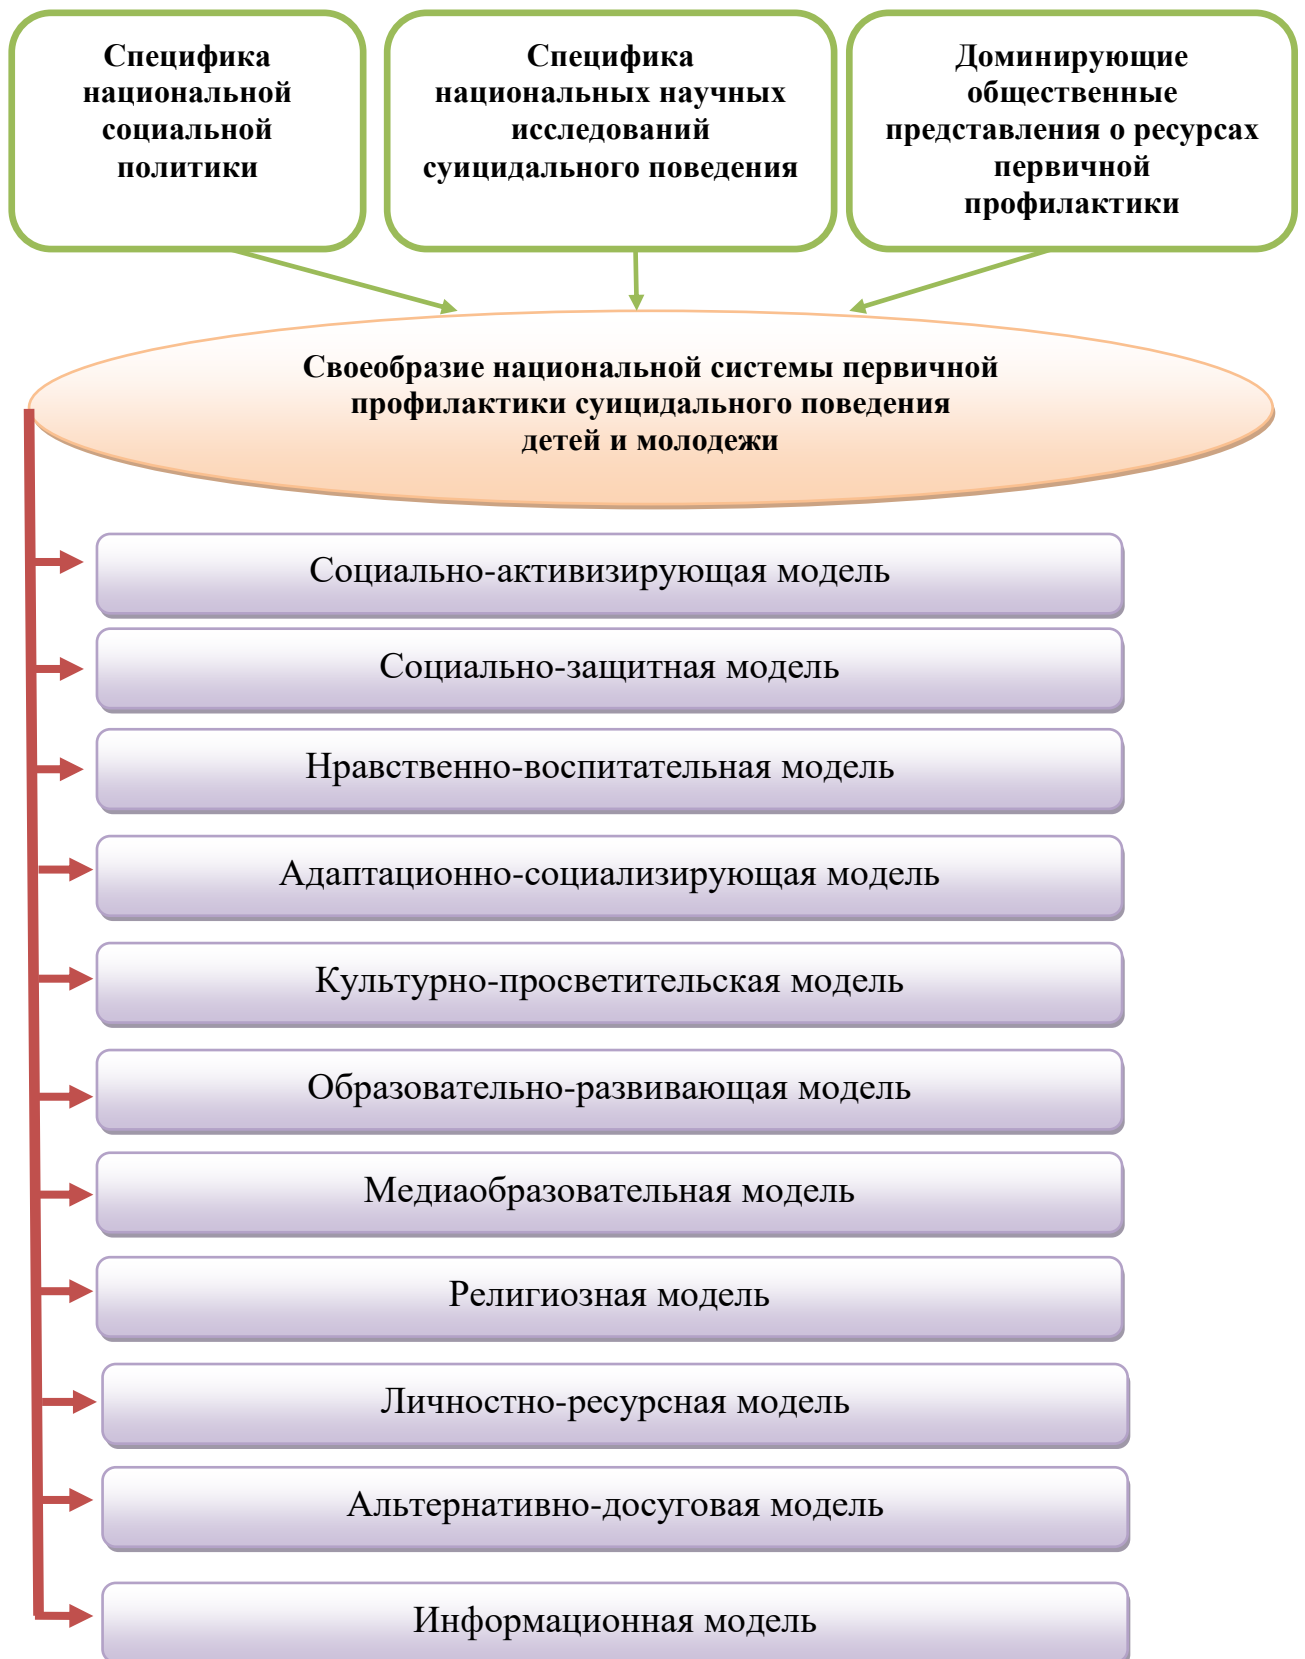 Специфика
национальной
социальной
политики
Специфика
национальных научных
исследований
суицидального поведения
Доминирующие
общественные
представления о ресурсах
первичной
профилактики
Своеобразие национальной системы первичной
профилактики суицидального поведения
детей и молодежи
Социально-активизирующая модель
Социально-защитная модель
Нравственно-воспитательная модель
Адаптационно-социализирующая модель
Культурно-просветительская модель
Образовательно-развивающая модель
Медиаобразовательная модель
Религиозная модель
Личностно-ресурсная модель
Альтернативно-досуговая модель
Информационная модель